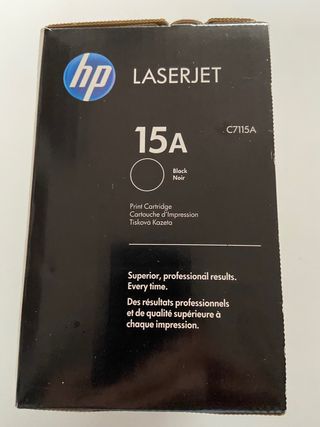 hp
LASERJET
15A
C7115A
Black
Noir
Print Cartridge
Cartouche d'Impression
Tisková Kazeta
Superior, professional results.
Every time.
Des résultats professionnels
et de qualité supérieure à
chaque impression.